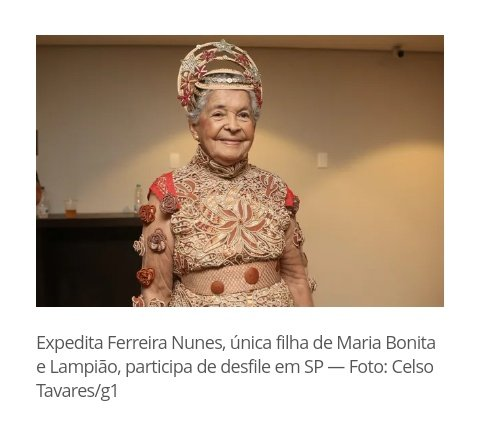 Expedita Ferreira Nunes, única filha de Maria Bonita
e Lampião, participa de desfile em SP — Foto: Celso
Tavares/g1